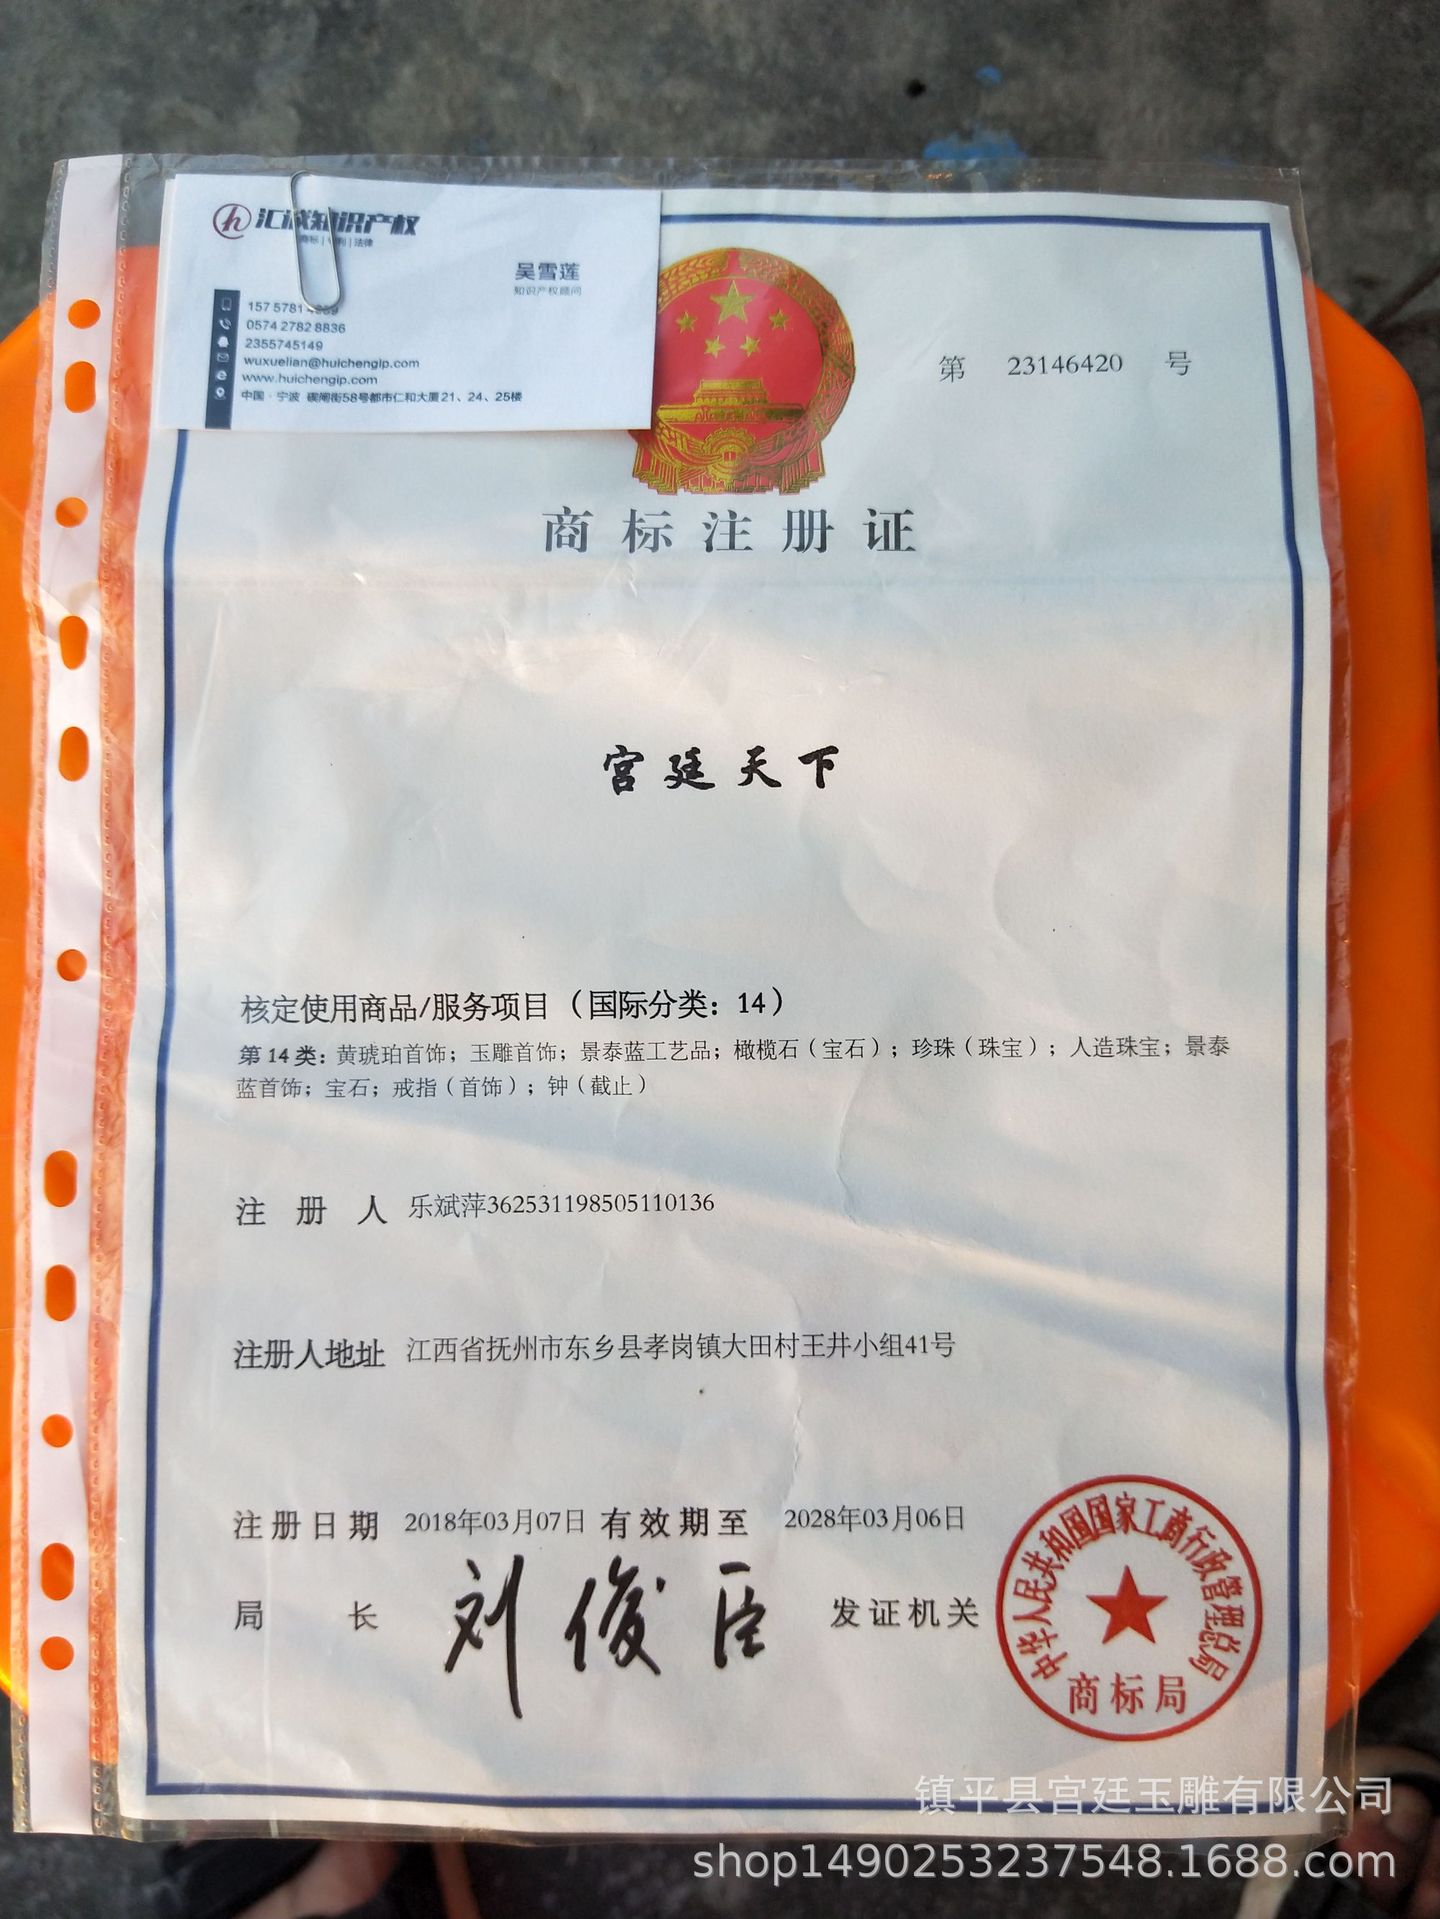 汇诚知识产权
商标|专利|法律
吴雪莲
知识产权顾问
157 5781
0574 2782 8836
2355745149
wuxuelian@huichengip.com
www.huichengip.com
中国·宁波 碶闸街58号都市仁和大厦21、24、25楼
第 23146420 号
商标注册证
宫廷天下
核定使用商品/服务项目（国际分类：14）
第14类：黄琥珀首饰；玉雕首饰；景泰蓝工艺品；橄榄石（宝石）；珍珠（珠宝）；人造珠宝；景泰
蓝首饰；宝石；戒指（首饰）；钟（截止）
注册人 乐斌萍362531198505110136
注册人地址 江西省抚州市东乡县孝岗镇大田村王井小组41号
注册日期 2018年03月07日 有效期至 2028年03月06日
局长 刘俊臣 发证机关
中华人民共和国国家工商行政管理总局
商标局
镇平县宫廷玉雕有限公司
shop1490253237548.1688.com